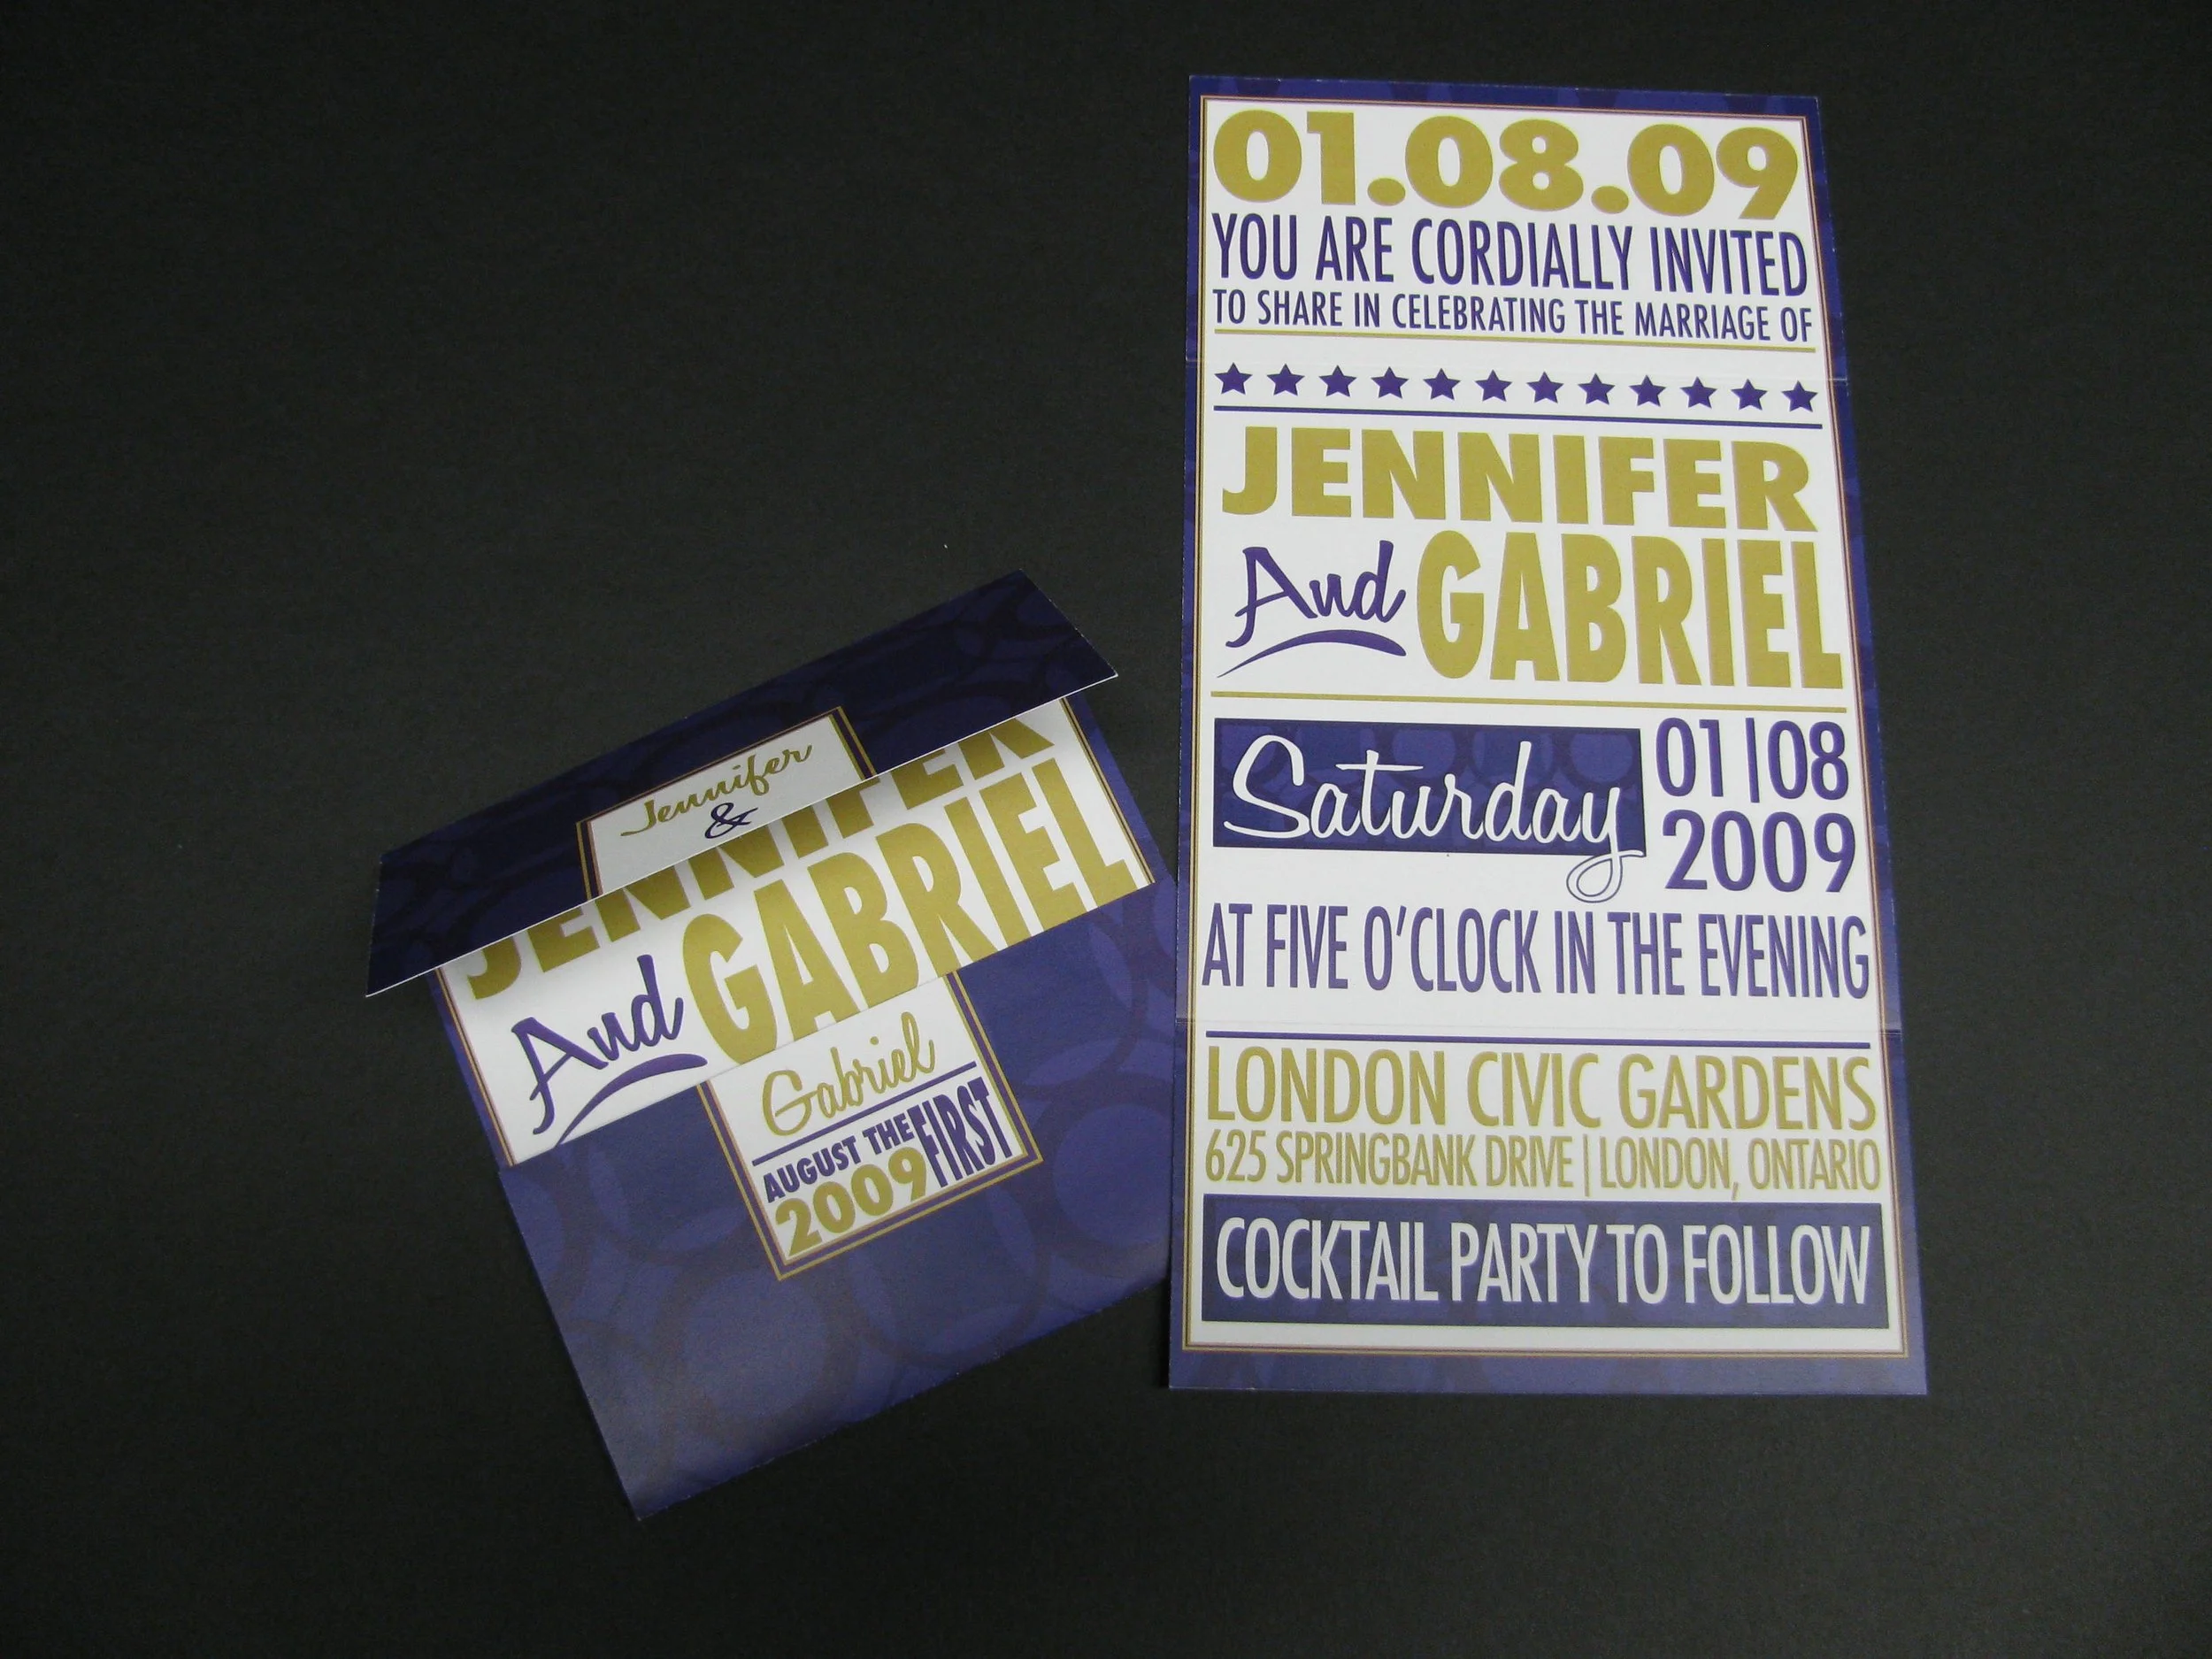 01.08.09
YOU ARE CORDIALLY INVITED
TO SHARE IN CELEBRATING THE MARRIAGE OF
JENNIFER
And GABRIEL
Saturday 01|08
2009
AT FIVE O'CLOCK IN THE EVENING
LONDON CIVIC GARDENS
625 SPRINGBANK DRIVE | LONDON, ONTARIO
COCKTAIL PARTY TO FOLLOW
Jennifer
&
JENNIFER
And GABRIEL
Gabriel
AUGUST THE FIRST
2009